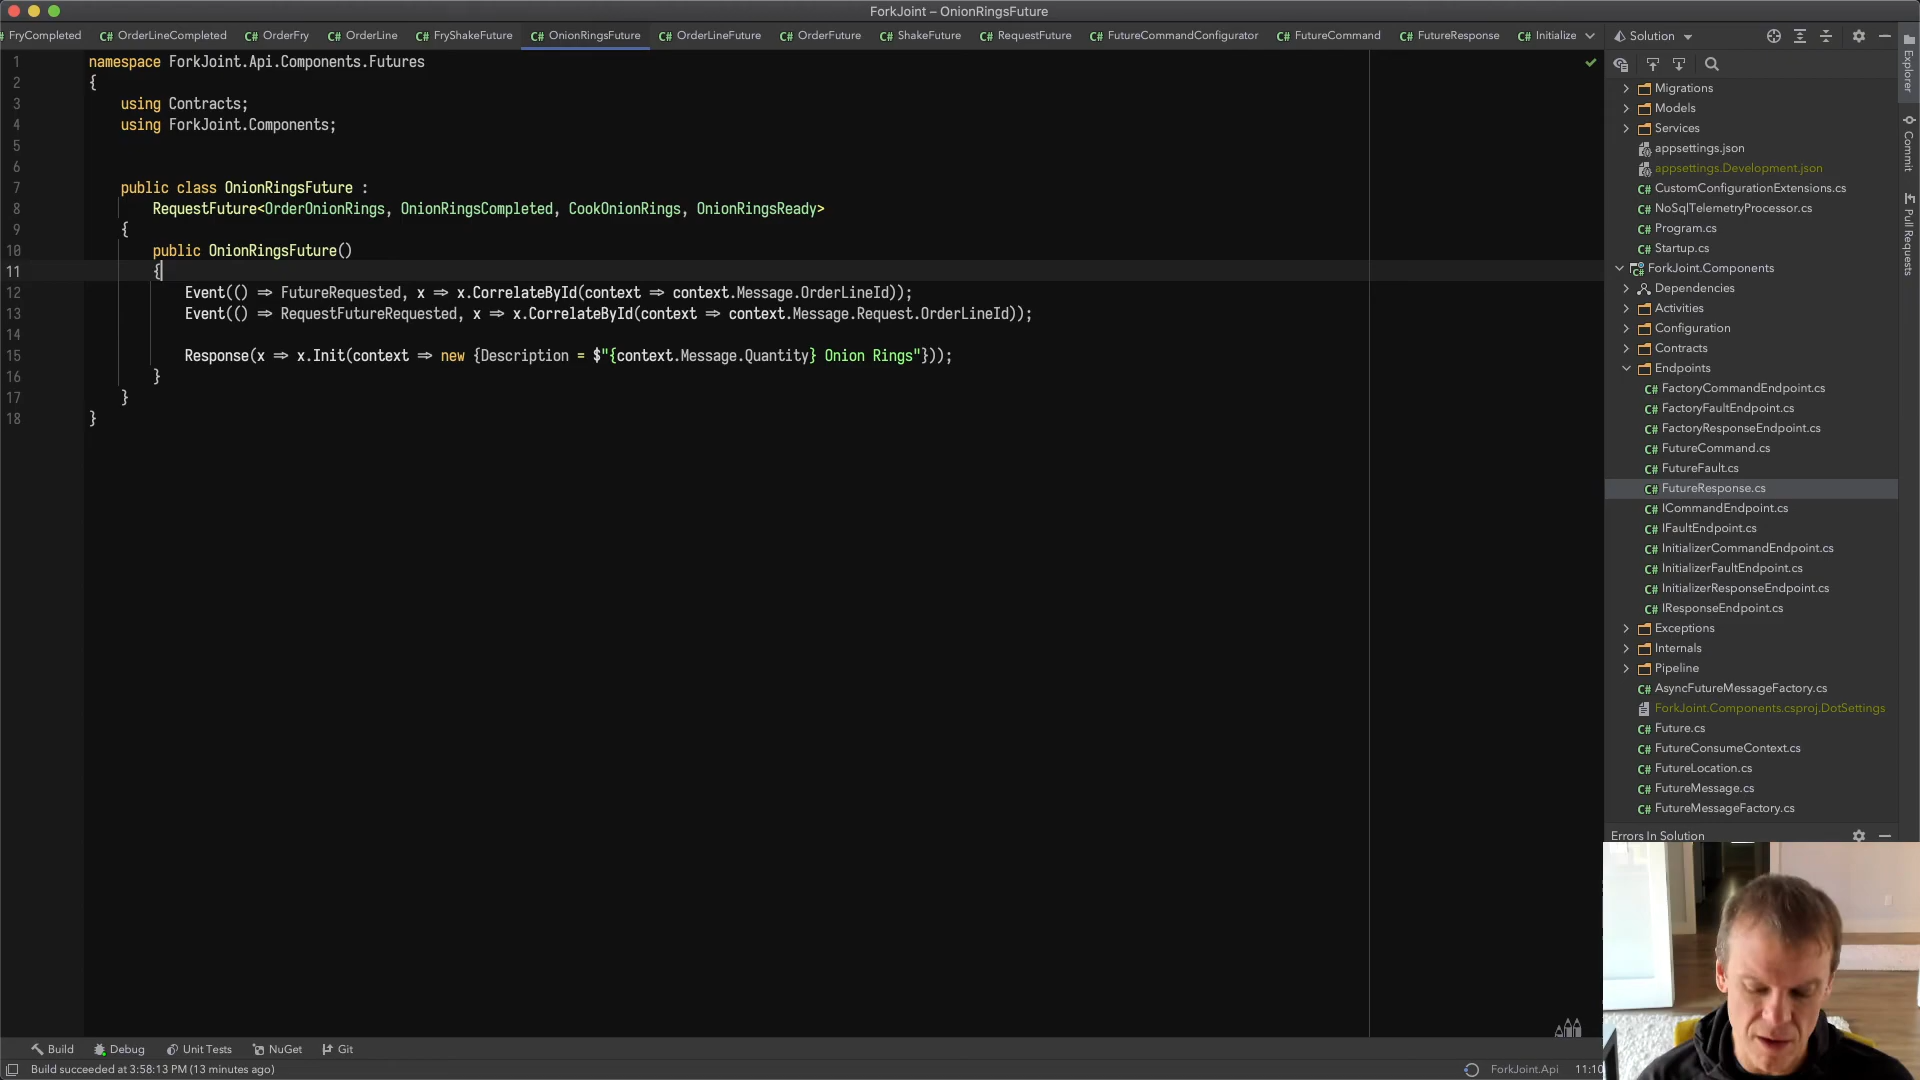 ForkJoint – OnionRingsFuture
FryCompleted
C# OrderLineCompleted
C# OrderFry
C# OrderLine
C# FryShakeFuture
C# OnionRingsFuture
C# OrderLineFuture
C# OrderFuture
C# ShakeFuture
C# RequestFuture
C# FutureCommandConfigurator
C# FutureCommand
C# FutureResponse
C# Initialize
Solution
1 namespace ForkJoint.Api.Components.Futures
2 {
3 using Contracts;
4 using ForkJoint.Components;
5
6
7 public class OnionRingsFuture :
8 RequestFuture<OrderOnionRings, OnionRingsCompleted, CookOnionRings, OnionRingsReady>
9 {
10 public OnionRingsFuture()
11 {
12 Event(() => FutureRequested, x => x.CorrelateById(context => context.Message.OrderLineId));
13 Event(() => RequestFutureRequested, x => x.CorrelateById(context => context.Message.Request.OrderLineId));
14
15 Response(x => x.Init(context => new {Description = $"{context.Message.Quantity} Onion Rings"}));
16 }
17 }
18 }
Migrations
Models
Services
appsettings.json
appsettings.Development.json
C# CustomConfigurationExtensions.cs
C# NoSqlTelemetryProcessor.cs
C# Program.cs
C# Startup.cs
ForkJoint.Components
Dependencies
Activities
Configuration
Contracts
Endpoints
C# FactoryCommandEndpoint.cs
C# FactoryFaultEndpoint.cs
C# FactoryResponseEndpoint.cs
C# FutureCommand.cs
C# FutureFault.cs
C# FutureResponse.cs
C# ICommandEndpoint.cs
C# IFaultEndpoint.cs
C# InitializerCommandEndpoint.cs
C# InitializerFaultEndpoint.cs
C# InitializerResponseEndpoint.cs
C# IResponseEndpoint.cs
Exceptions
Internals
Pipeline
C# AsyncFutureMessageFactory.cs
ForkJoint.Components.csproj.DotSettings
C# Future.cs
C# FutureConsumeContext.cs
C# FutureLocation.cs
C# FutureMessage.cs
C# FutureMessageFactory.cs
Errors In Solution
Explorer
Commit
Pull Requests
Build
Debug
Unit Tests
NuGet
Git
Build succeeded at 3:58:13 PM (13 minutes ago)
ForkJoint.Api
11:10